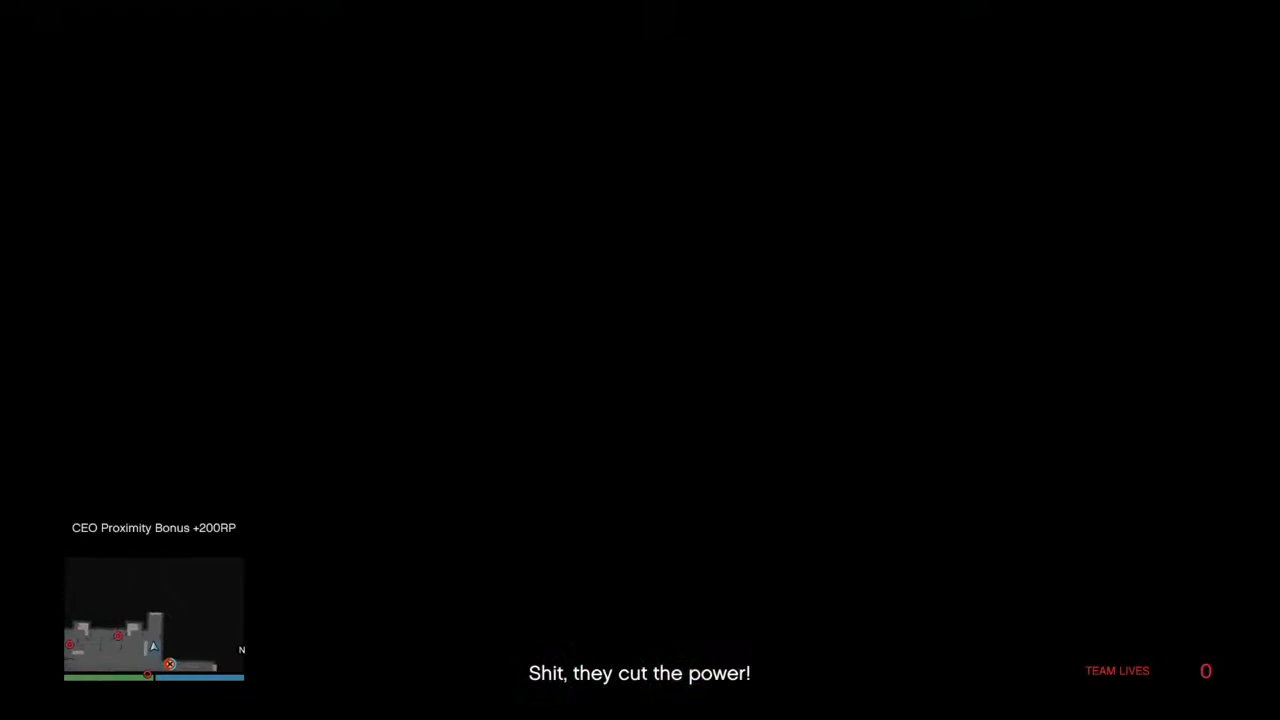 CEO Proximity Bonus +200RP
N
Shit, they cut the power!
TEAM LIVES 0